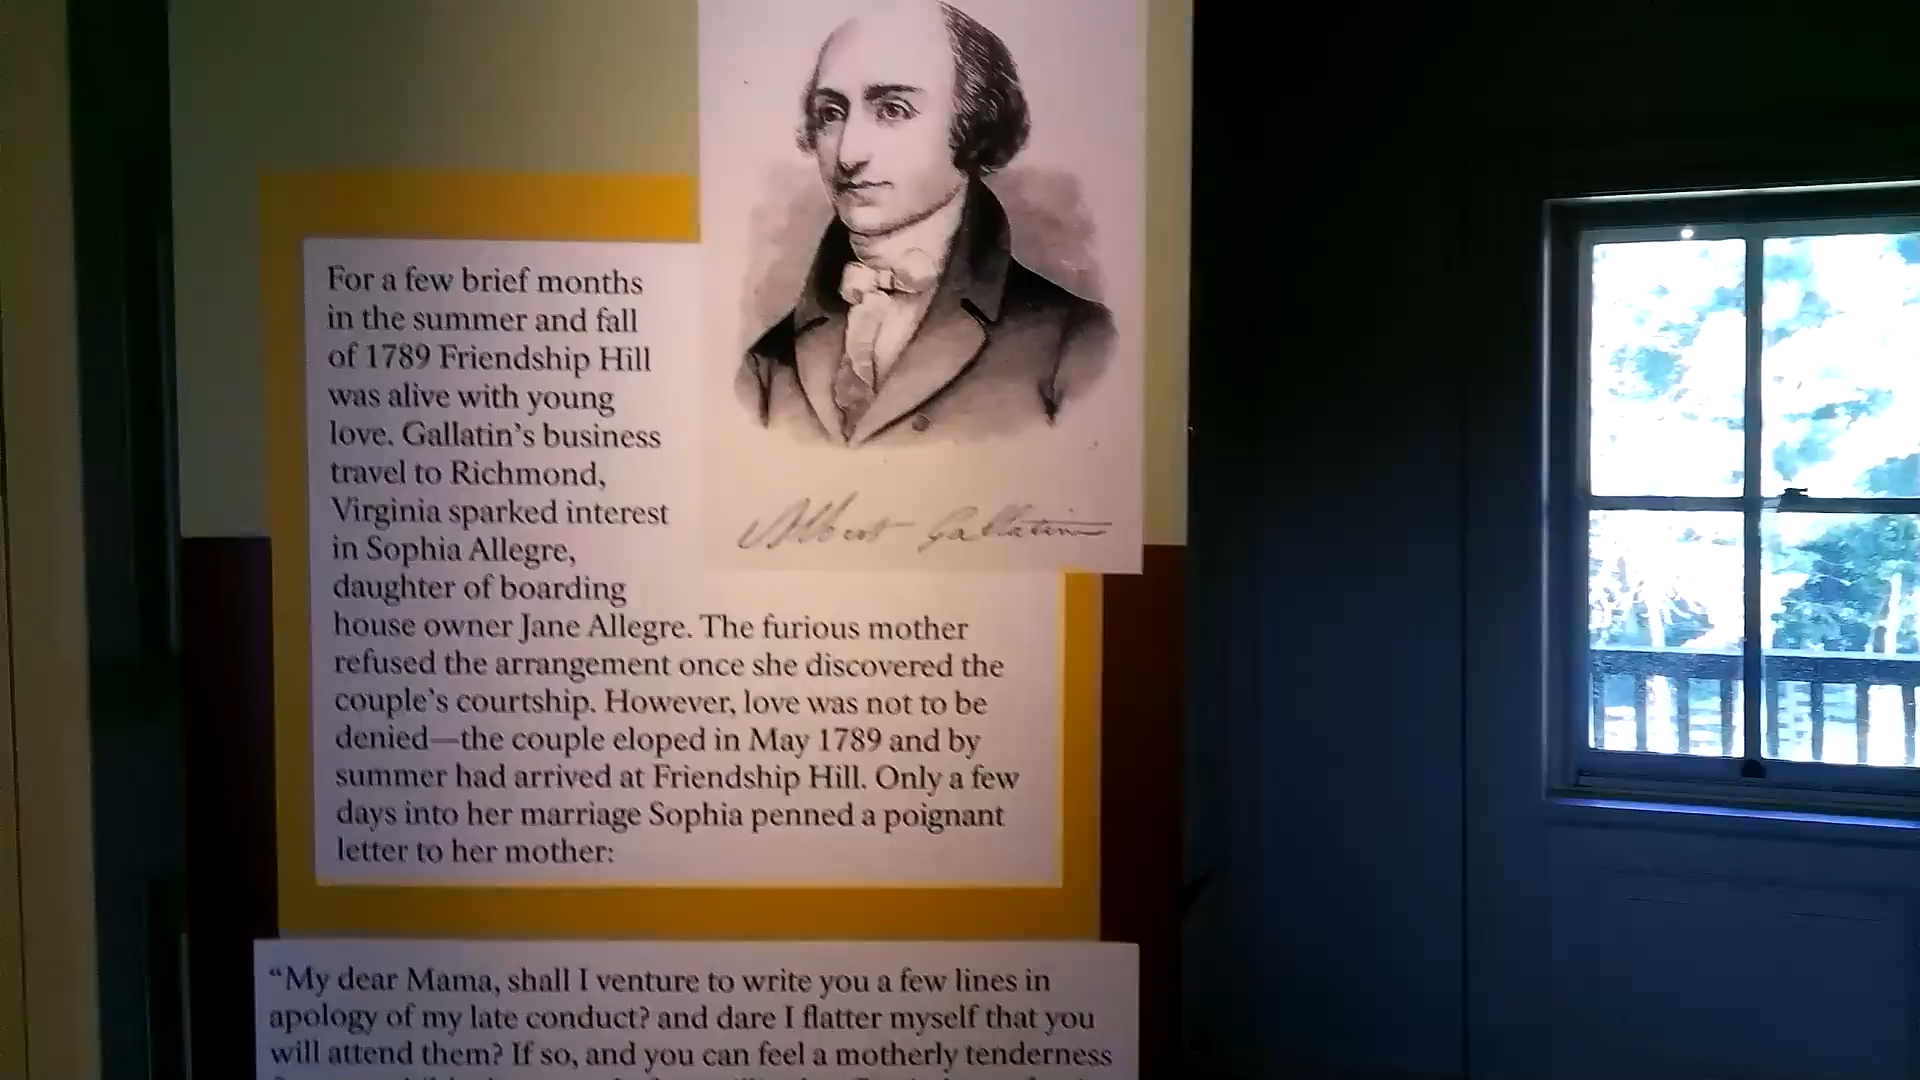 For a few brief months
in the summer and fall
of 1789 Friendship Hill
was alive with young
love. Gallatin's business
travel to Richmond,
Virginia sparked interest
in Sophia Allegre,
daughter of boarding
house owner Jane Allegre. The furious mother
refused the arrangement once she discovered the
couple's courtship. However, love was not to be
denied—the couple eloped in May 1789 and by
summer had arrived at Friendship Hill. Only a few
days into her marriage Sophia penned a poignant
letter to her mother:
Albert Gallatin
“My dear Mama, shall I venture to write you a few lines in
apology of my late conduct? and dare I flatter myself that you
will attend them? If so, and you can feel a motherly tenderness